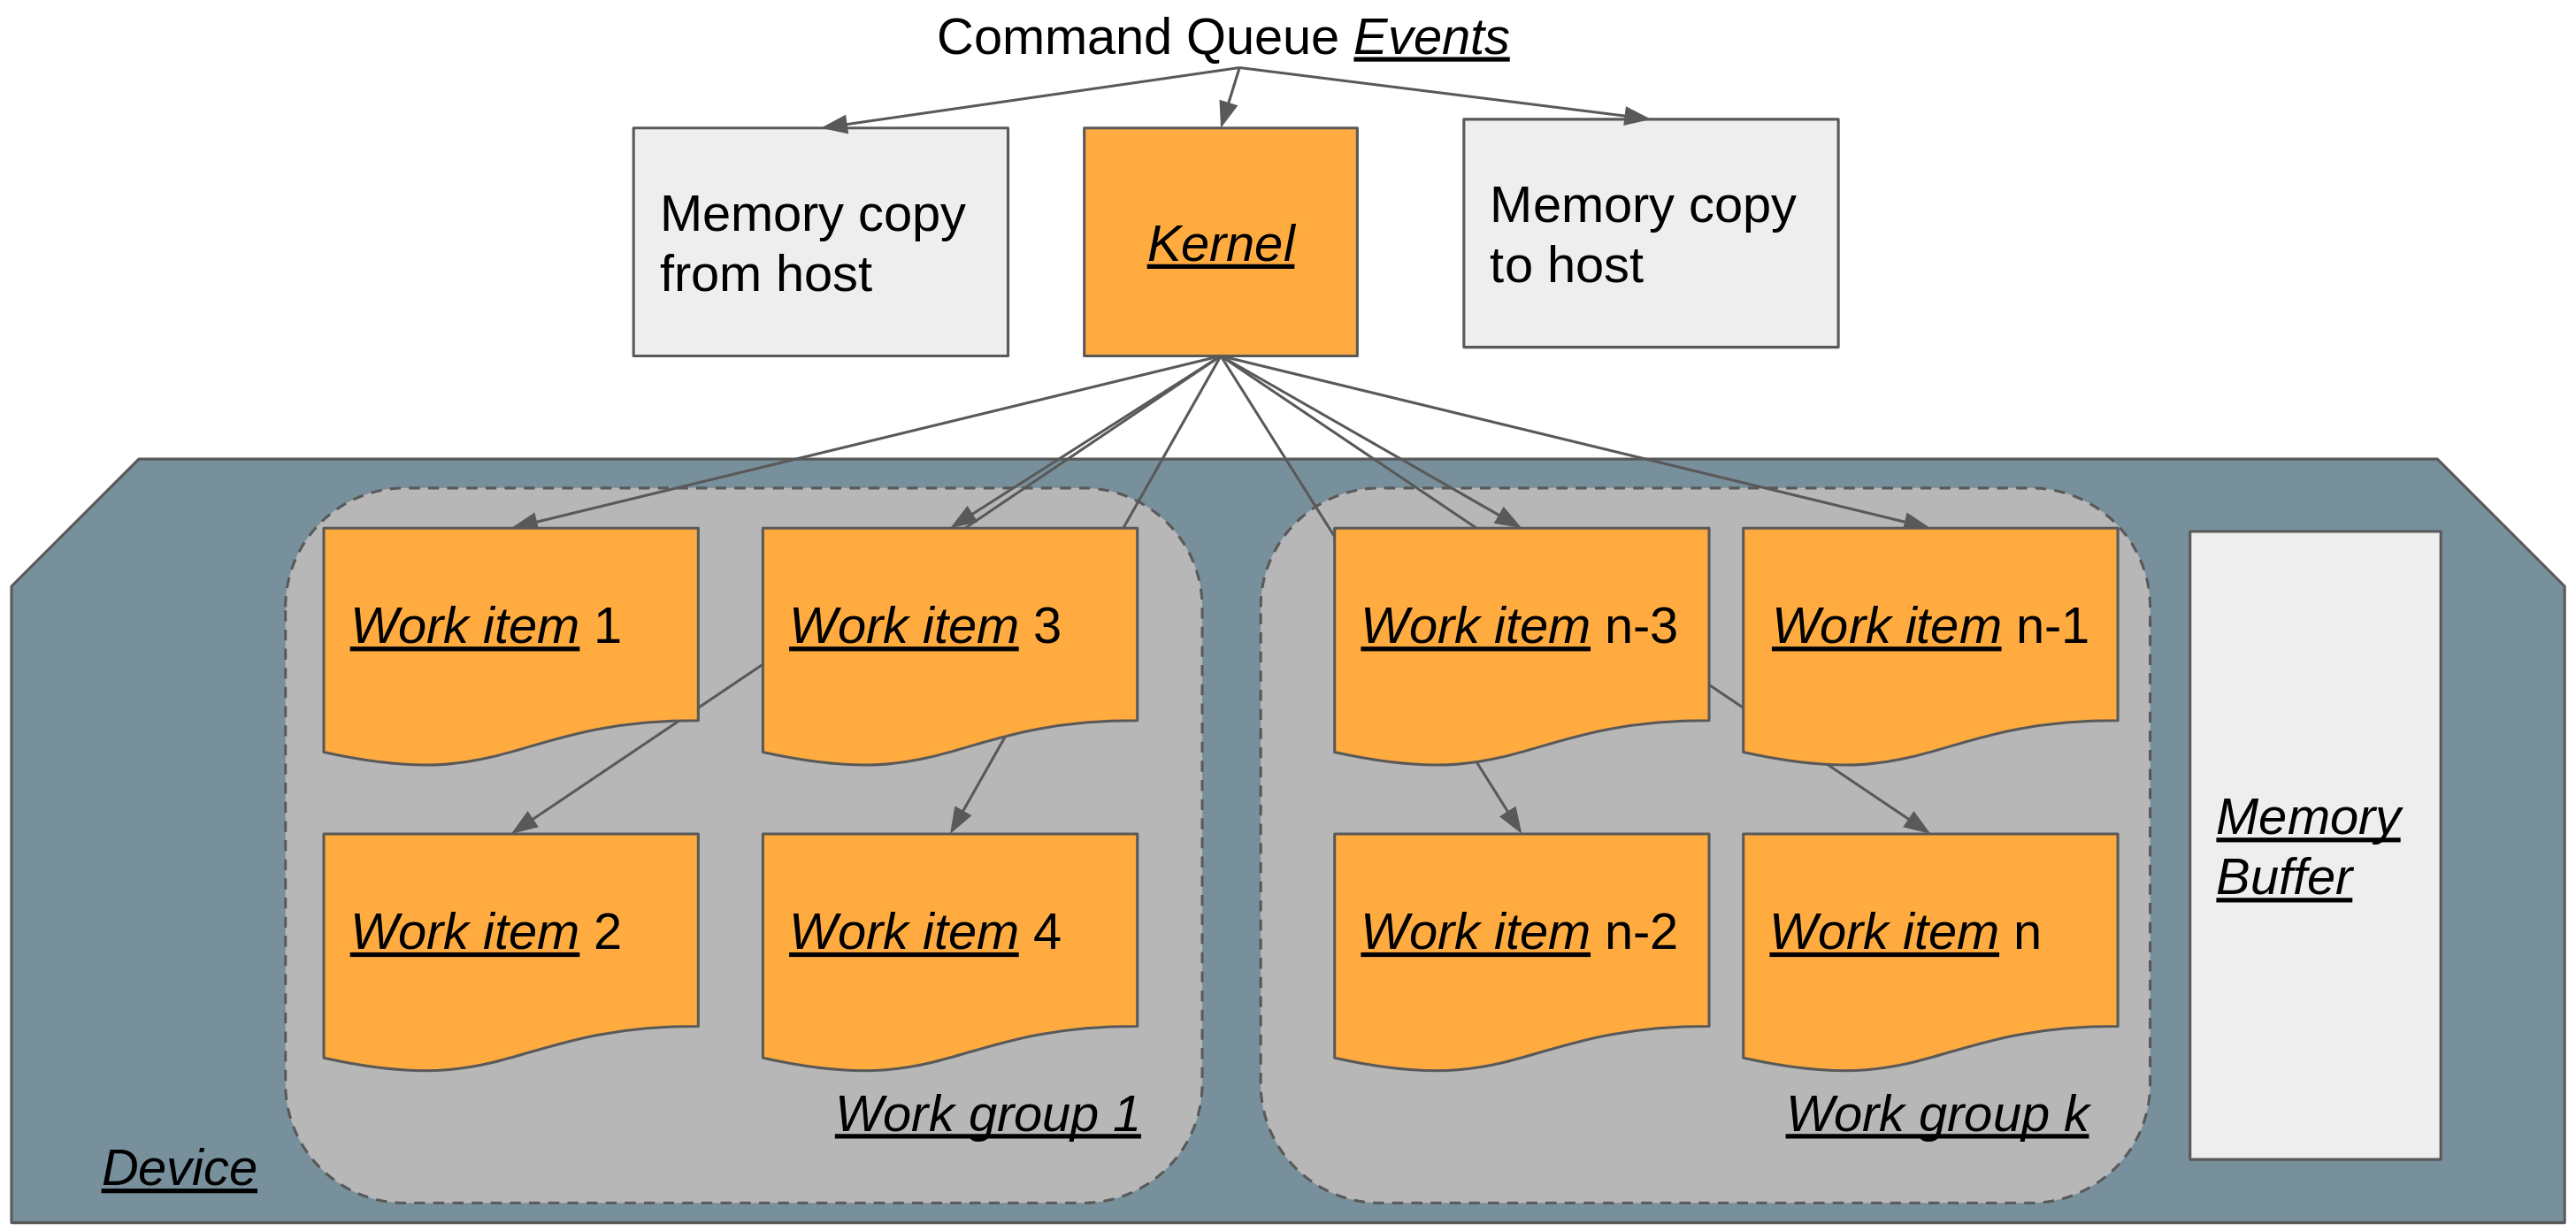 Command Queue Events
Memory copy
from host
Kernel
Memory copy
to host
Work item 1
Work item 3
Work item n-3
Work item n-1
Work item 2
Work item 4
Work item n-2
Work item n
Memory
Buffer
Work group 1
Work group k
Device